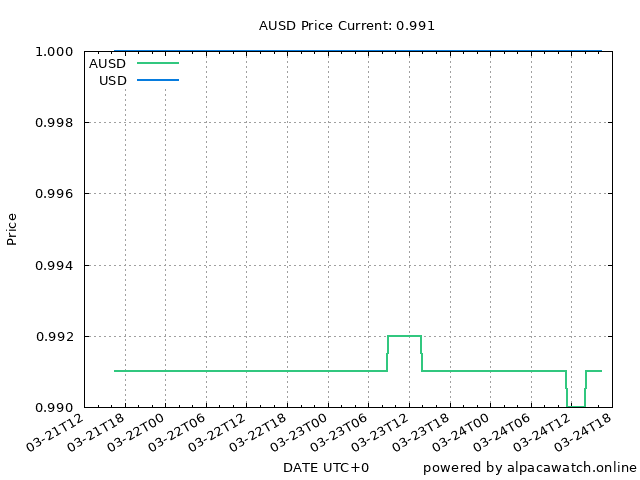 AUSD Price Current: 0.991
1.000
AUSD
USD
0.998
0.996
Price
0.994
0.992
0.990
03-21T12
03-21T18
03-22T00
03-22T06
03-22T12
03-22T18
03-23T00
03-23T06
03-23T12
03-23T18
03-24T00
03-24T06
03-24T12
03-24T18
DATE UTC+0
powered by alpacawatch.online